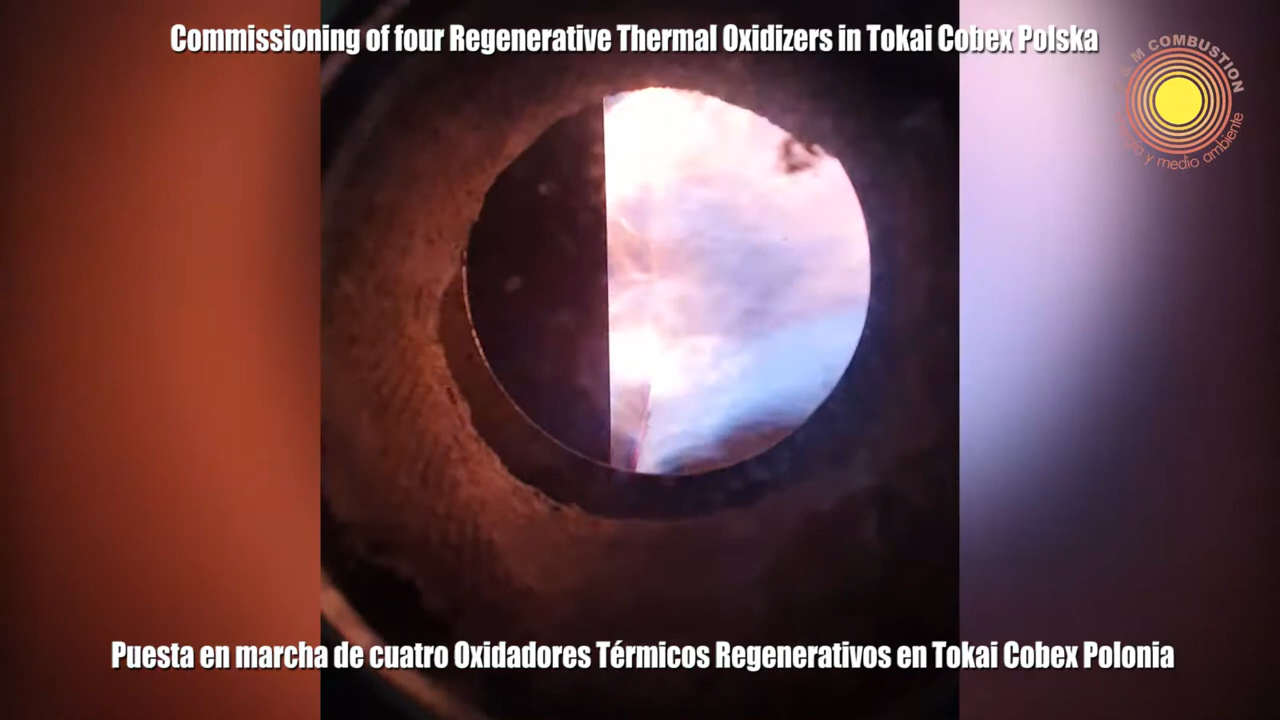 Commissioning of four Regenerative Thermal Oxidizers in Tokai Cobex Polska
& M COMBUSTION
energía y medio ambiente
Puesta en marcha de cuatro Oxidadores Térmicos Regenerativos en Tokai Cobex Polonia